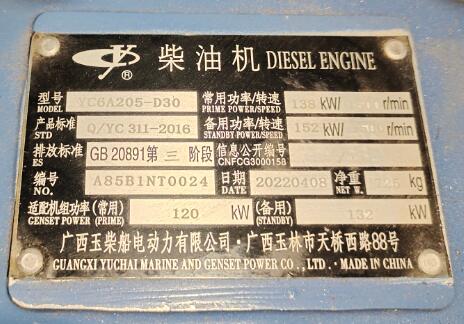 ® 柴油机 DIESEL ENGINE
型号 MODEL YC6A205-D30 常用功率/转速 PRIME POWER/SPEED 138 kW/ r/min
产品标准 STD Q/YC 311-2016 备用功率/转速 STANDBY POWER/SPEED 152 kW/ r/min
排放标准 ES GB 20891第 三 阶段 信息公开编号 CNFCG3000158
编号 NO. A85B1NT0024 日期 DATE 20220408 净重 NET W. kg
适配机组功率(常用) GENSET POWER (PRIME) 120 kW (备用) (STANDBY) 132 kW
广西玉柴船电动力有限公司·广西玉林市天桥西路88号
GUANGXI YUCHAI MARINE AND GENSET POWER CO., LTD. · MADE IN CHINA